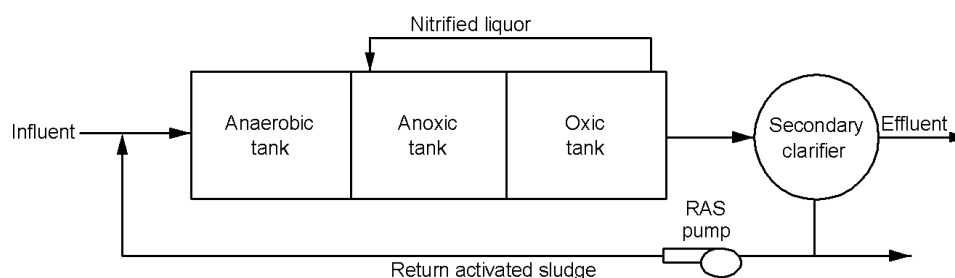 Nitrified liquor
Influent
Anaerobic
tank
Anoxic
tank
Oxic
tank
Secondary
clarifier
Effluent
RAS
pump
Return activated sludge